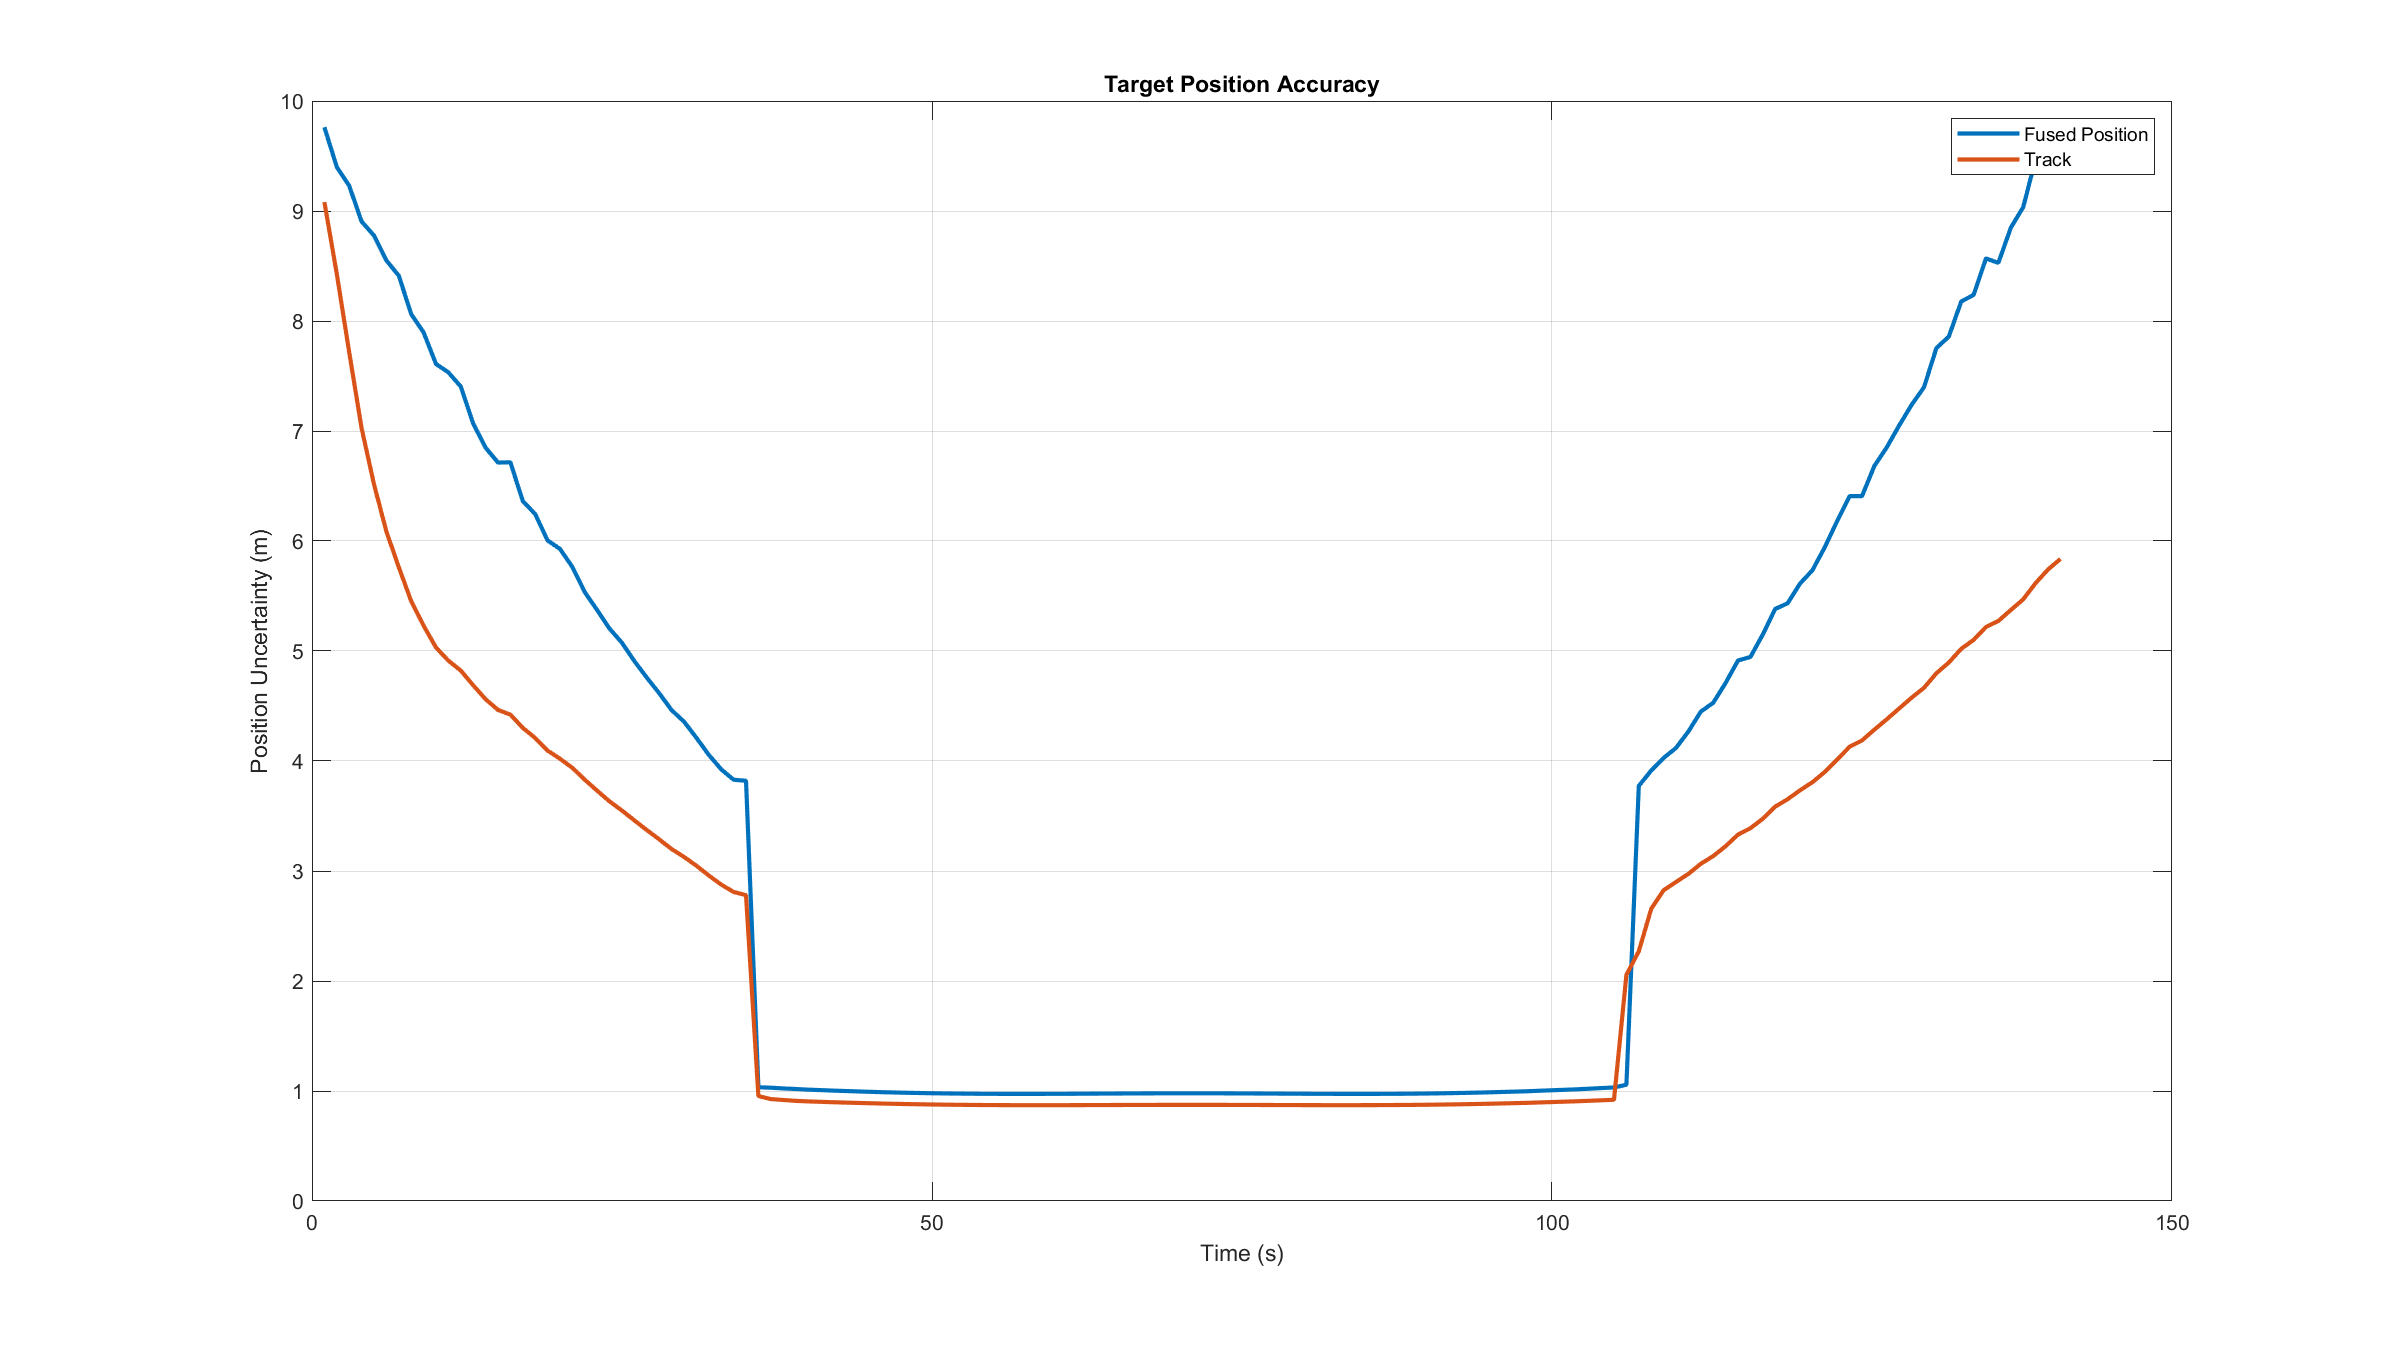 Target Position Accuracy
Fused Position
Track
Position Uncertainty (m)
10
9
8
7
6
5
4
3
2
1
0
0 50 100 150
Time (s)